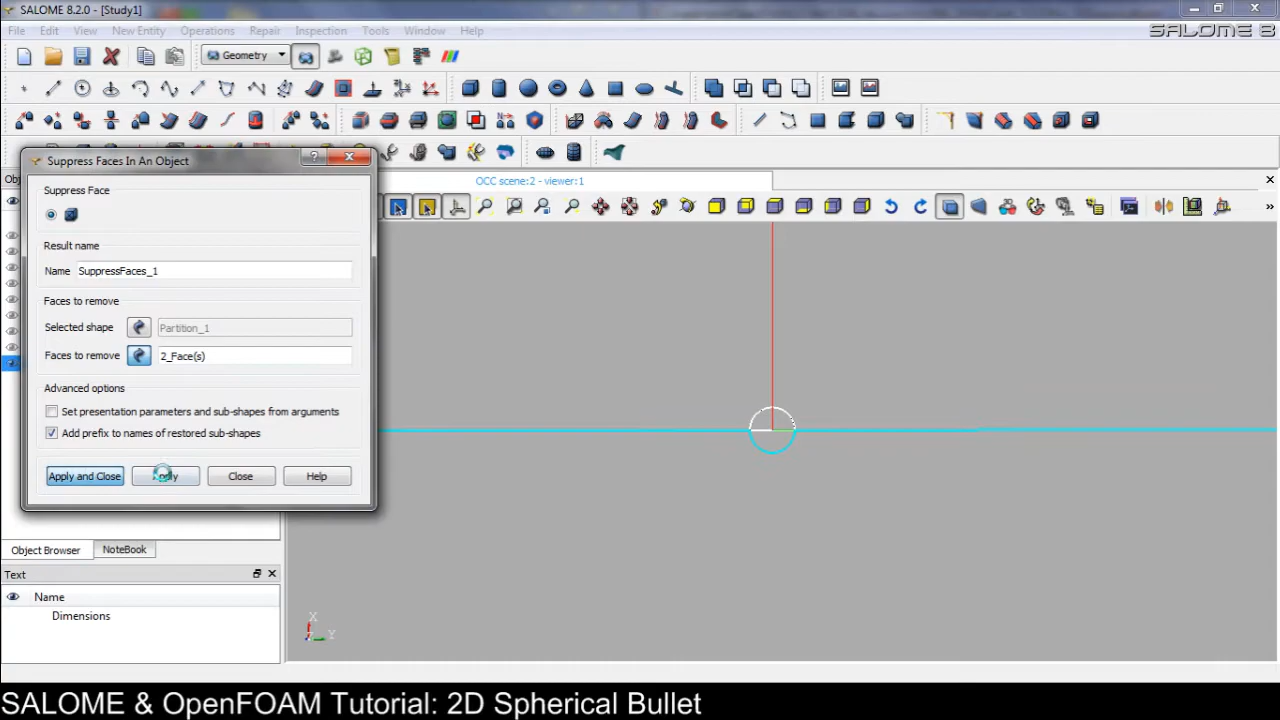 SALOME 8.2.0 - [Study1]
File Edit View New Entity Operations Repair Inspection Tools Window Help
SALOME 8
Geometry
Suppress Faces In An Object
OCC scene:2 - viewer:1
Suppress Face
Result name
Name SuppressFaces_1
Faces to remove
Selected shape Partition_1
Faces to remove 2_Face(s)
Advanced options
Set presentation parameters and sub-shapes from arguments
Add prefix to names of restored sub-shapes
Apply and Close Apply Close Help
Object Browser NoteBook
Text
Name
Dimensions
X
Y
SALOME & OpenFOAM Tutorial: 2D Spherical Bullet